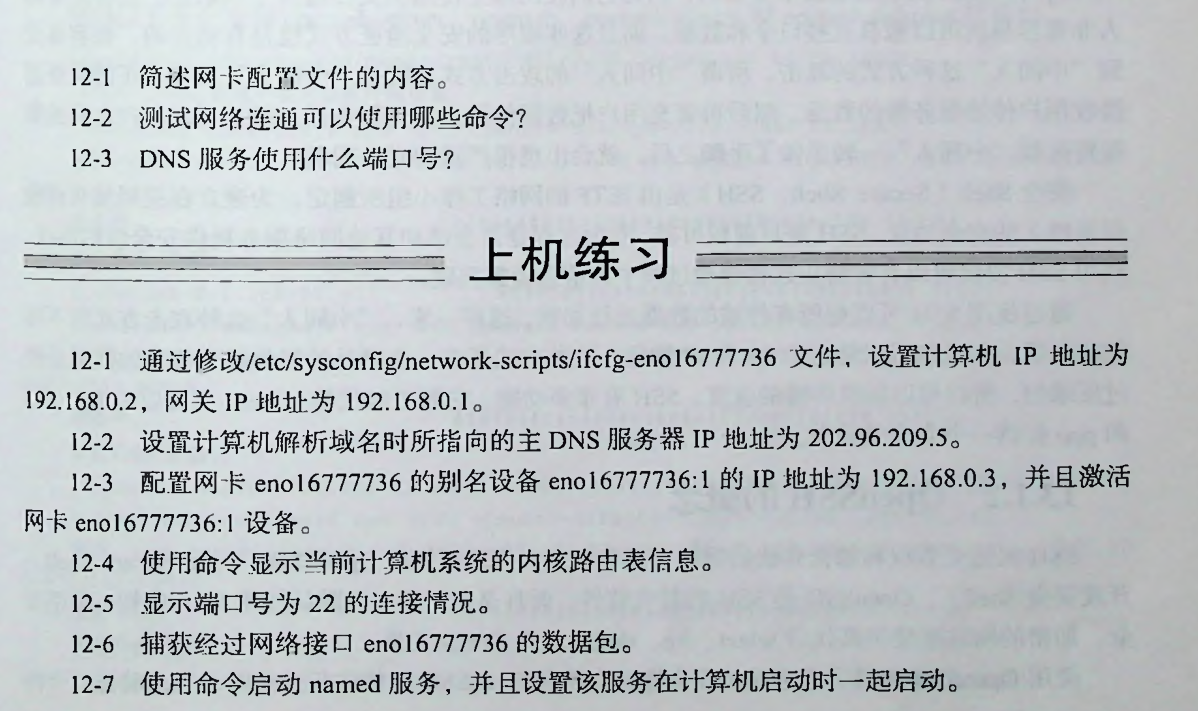 12-1 简述网卡配置文件的内容。
12-2 测试网络连通可以使用哪些命令?
12-3 DNS 服务使用什么端口号?
上机练习
12-1 通过修改/etc/sysconfig/network-scripts/ifcfg-eno16777736 文件，设置计算机 IP 地址为
192.168.0.2，网关 IP 地址为 192.168.0.1。
12-2 设置计算机解析域名时所指向的主 DNS 服务器 IP 地址为 202.96.209.5。
12-3 配置网卡 eno16777736 的别名设备 eno16777736:1 的 IP 地址为 192.168.0.3，并且激活
网卡 eno16777736:1 设备。
12-4 使用命令显示当前计算机系统的内核路由表信息。
12-5 显示端口号为 22 的连接情况。
12-6 捕获经过网络接口 eno16777736 的数据包。
12-7 使用命令启动 named 服务，并且设置该服务在计算机启动时一起启动。